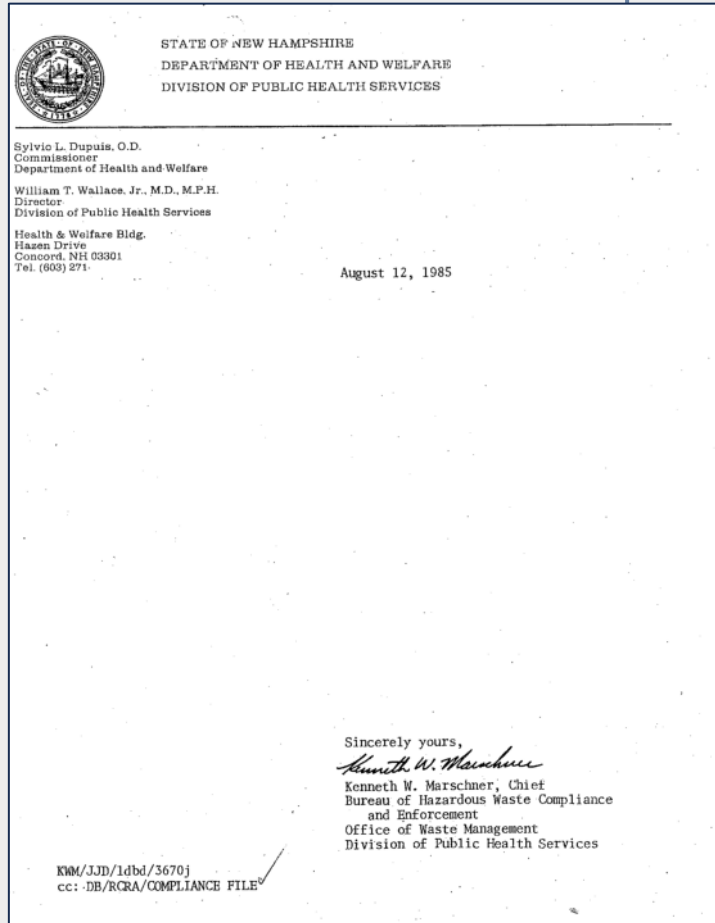 STATE OF NEW HAMPSHIRE
DEPARTMENT OF HEALTH AND WELFARE
DIVISION OF PUBLIC HEALTH SERVICES
Sylvio L. Dupuis, O.D.
Commissioner
Department of Health and Welfare
William T. Wallace, Jr., M.D., M.P.H.
Director
Division of Public Health Services
Health & Welfare Bldg.
Hazen Drive
Concord, NH 03301
Tel. (603) 271-
August 12, 1985
Sincerely yours,
Kenneth W. Marschner
Kenneth W. Marschner, Chief
Bureau of Hazardous Waste Compliance
and Enforcement
Office of Waste Management
Division of Public Health Services
KWM/JJD/ldbd/3670j
cc: DB/RCRA/COMPLIANCE FILE